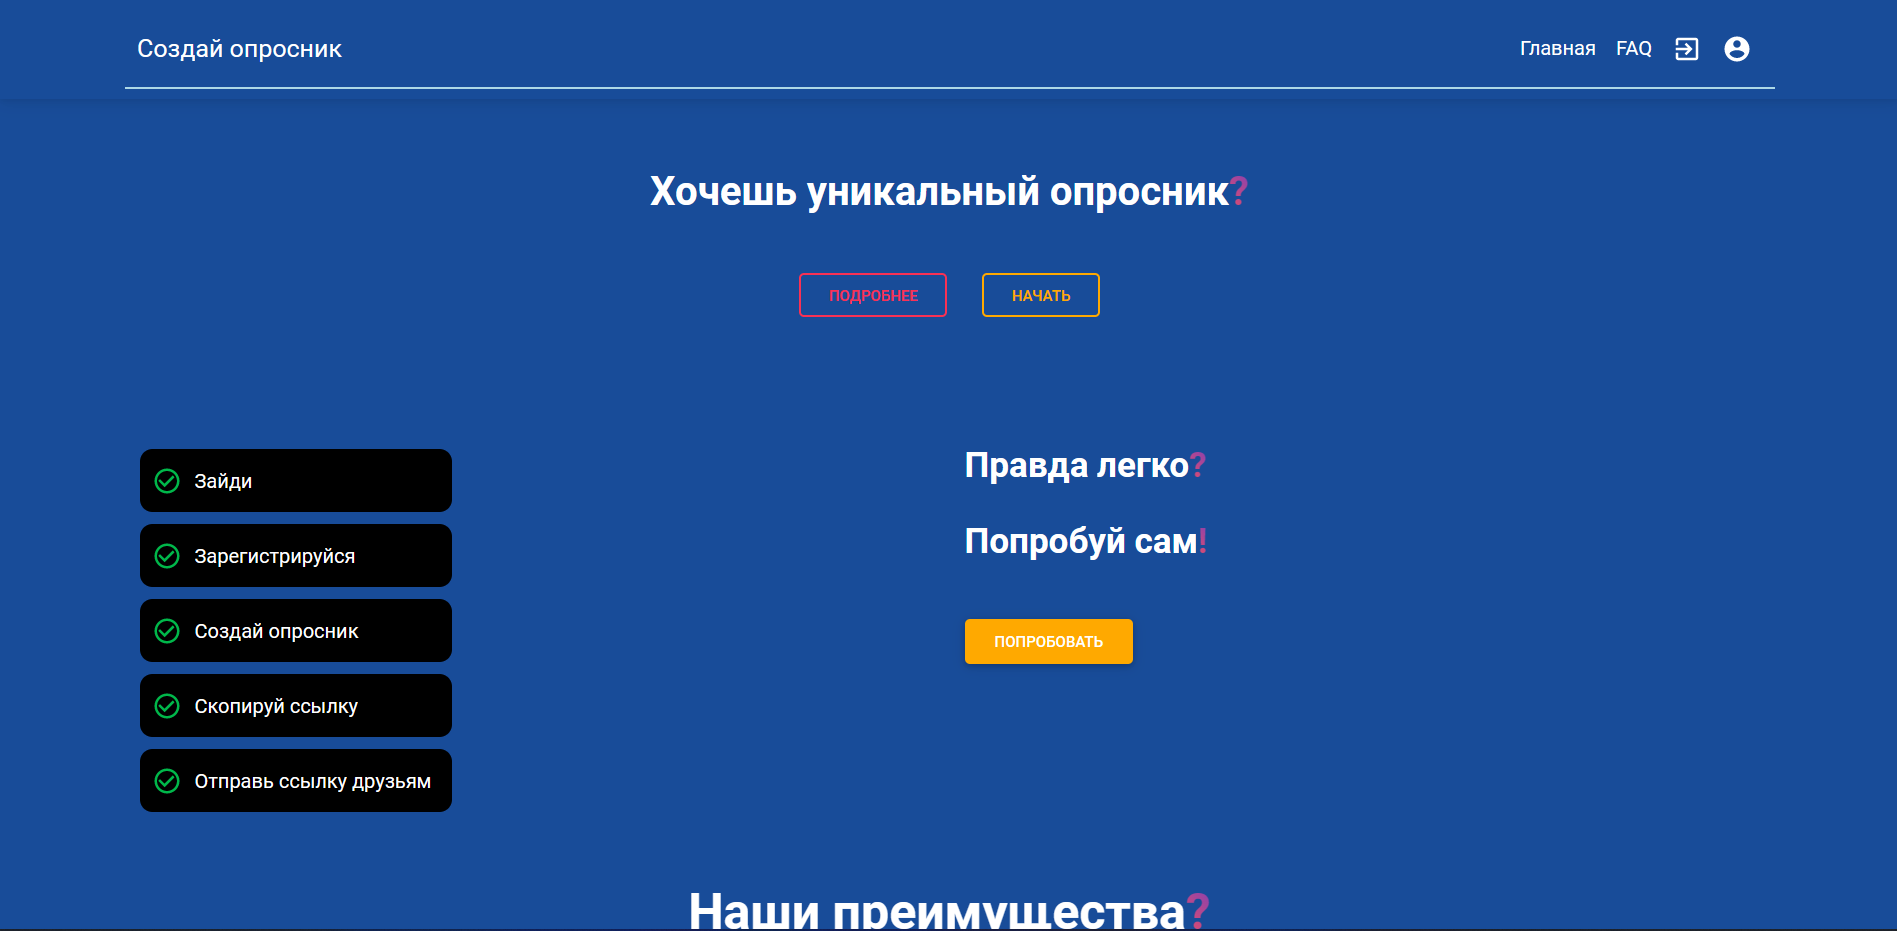 Создай опросник
Главная FAQ
Хочешь уникальный опросник?
ПОДРОБНЕЕ НАЧАТЬ
Зайди
Зарегистрируйся
Создай опросник
Скопируй ссылку
Отправь ссылку друзьям
Правда легко?
Попробуй сам!
ПОПРОБОВАТЬ
Наши преимущества?